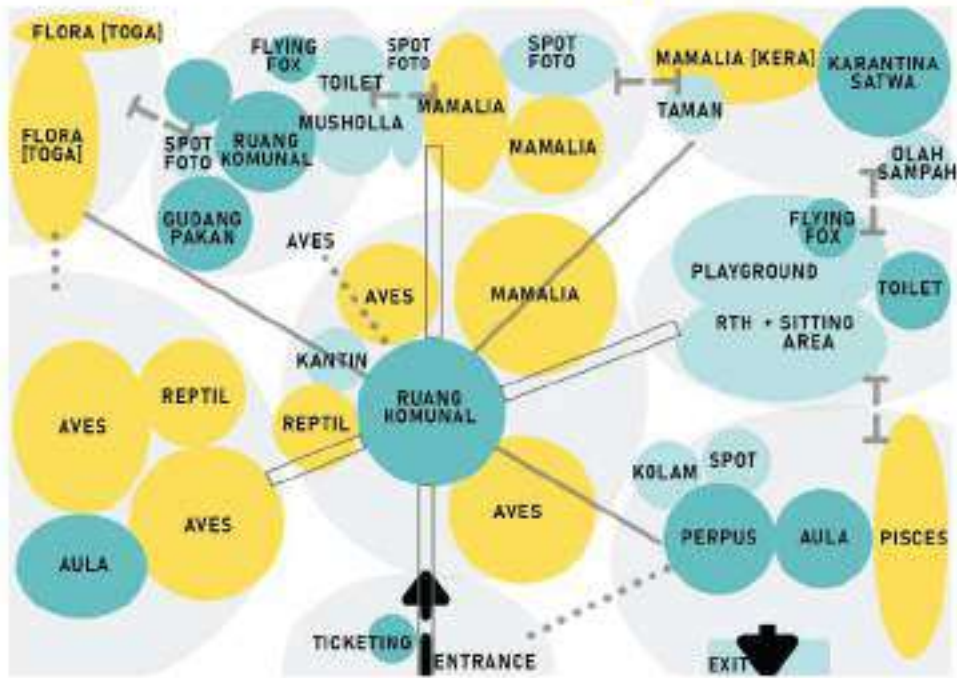 FLORA [TOGA]
FLYING
FOX
TOILET
SPOT
FOTO
MAMALIA
SPOT
FOTO
MAMALIA [KERA]
KARANTINA
SATWA
FLORA
[TOGA]
SPOT
FOTO
RUANG
KOMUNAL
MUSHOLLA
MAMALIA
TAMAN
OLAH
SAMPAH
GUDANG
PAKAN
AVES
AVES
MAMALIA
FLYING
FOX
PLAYGROUND
TOILET
RTH + SITTING
AREA
KANTIN
REPTIL
REPTIL
RUANG
KOMUNAL
AVES
AVES
AVES
KOLAM
SPOT
AULA
PERPUS
AULA
PISCES
TICKETING
ENTRANCE
EXIT